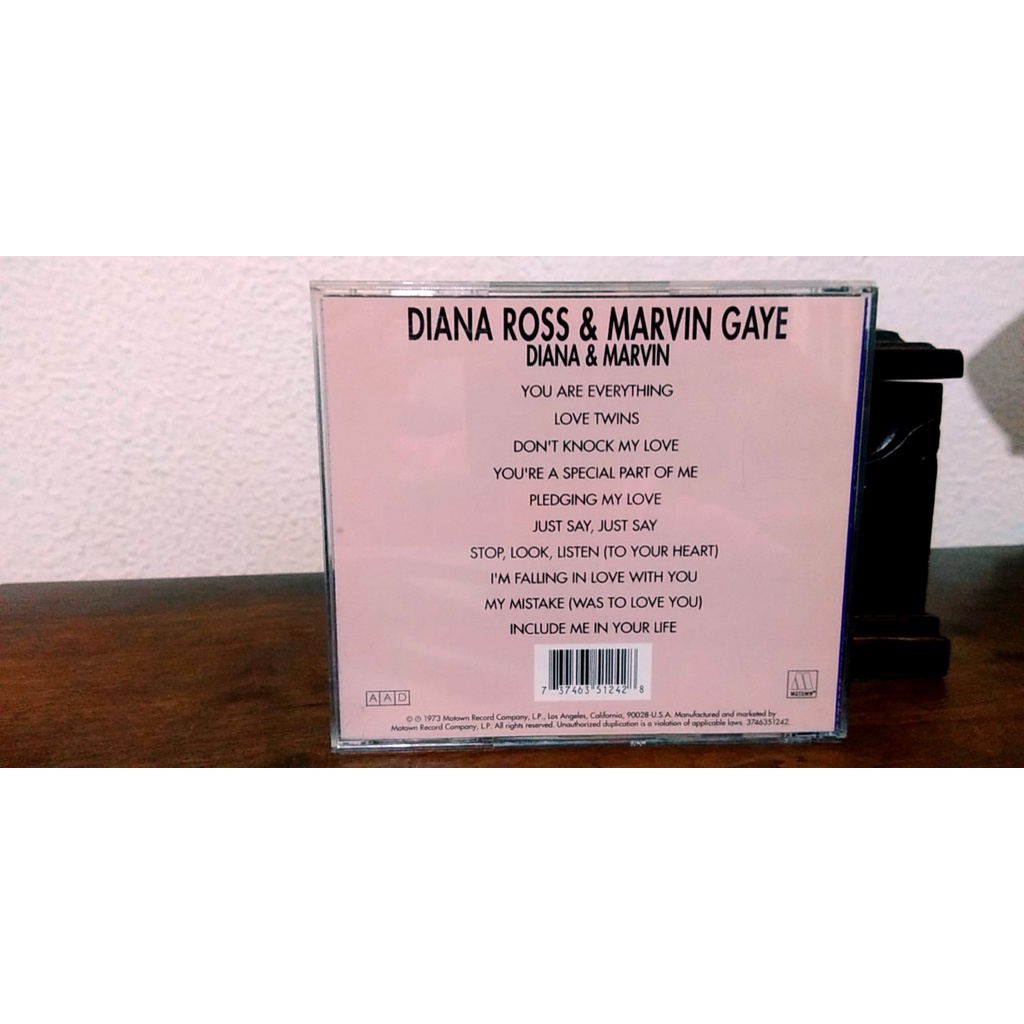 DIANA ROSS & MARVIN GAYE
DIANA & MARVIN
YOU ARE EVERYTHING
LOVE TWINS
DON'T KNOCK MY LOVE
YOU'RE A SPECIAL PART OF ME
PLEDGING MY LOVE
JUST SAY, JUST SAY
STOP, LOOK, LISTEN (TO YOUR HEART)
I'M FALLING IN LOVE WITH YOU
MY MISTAKE (WAS TO LOVE YOU)
INCLUDE ME IN YOUR LIFE
7 37463 51242 8
AAD
MOTOWN
© ℗ 1973 Motown Record Company, L.P., Los Angeles, California, 90028 U.S.A. Manufactured and marketed by
Motown Record Company, L.P. All rights reserved. Unauthorized duplication is a violation of applicable laws. 3746351242.